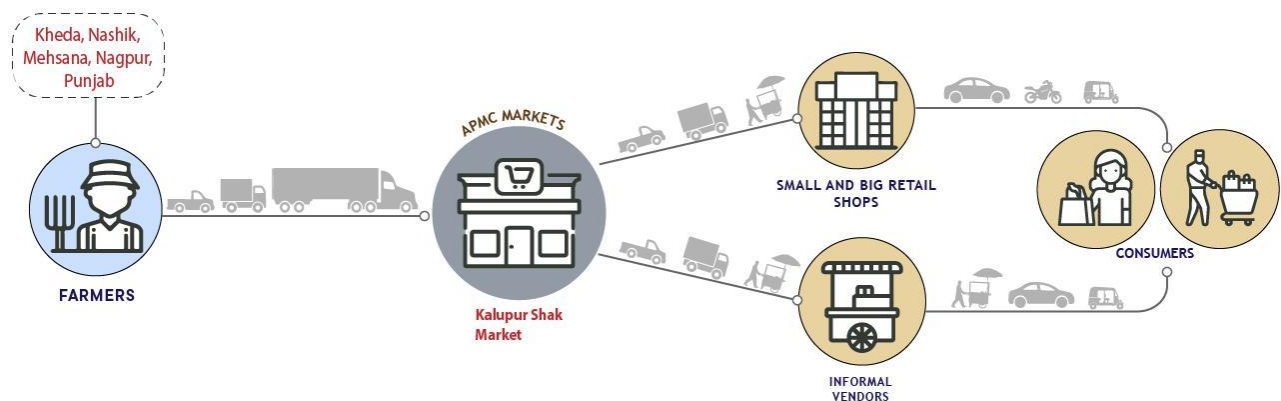 Kheda, Nashik,
Mehsana, Nagpur,
Punjab
FARMERS
APMC MARKETS
Kalupur Shak
Market
SMALL AND BIG RETAIL
SHOPS
INFORMAL
VENDORS
CONSUMERS